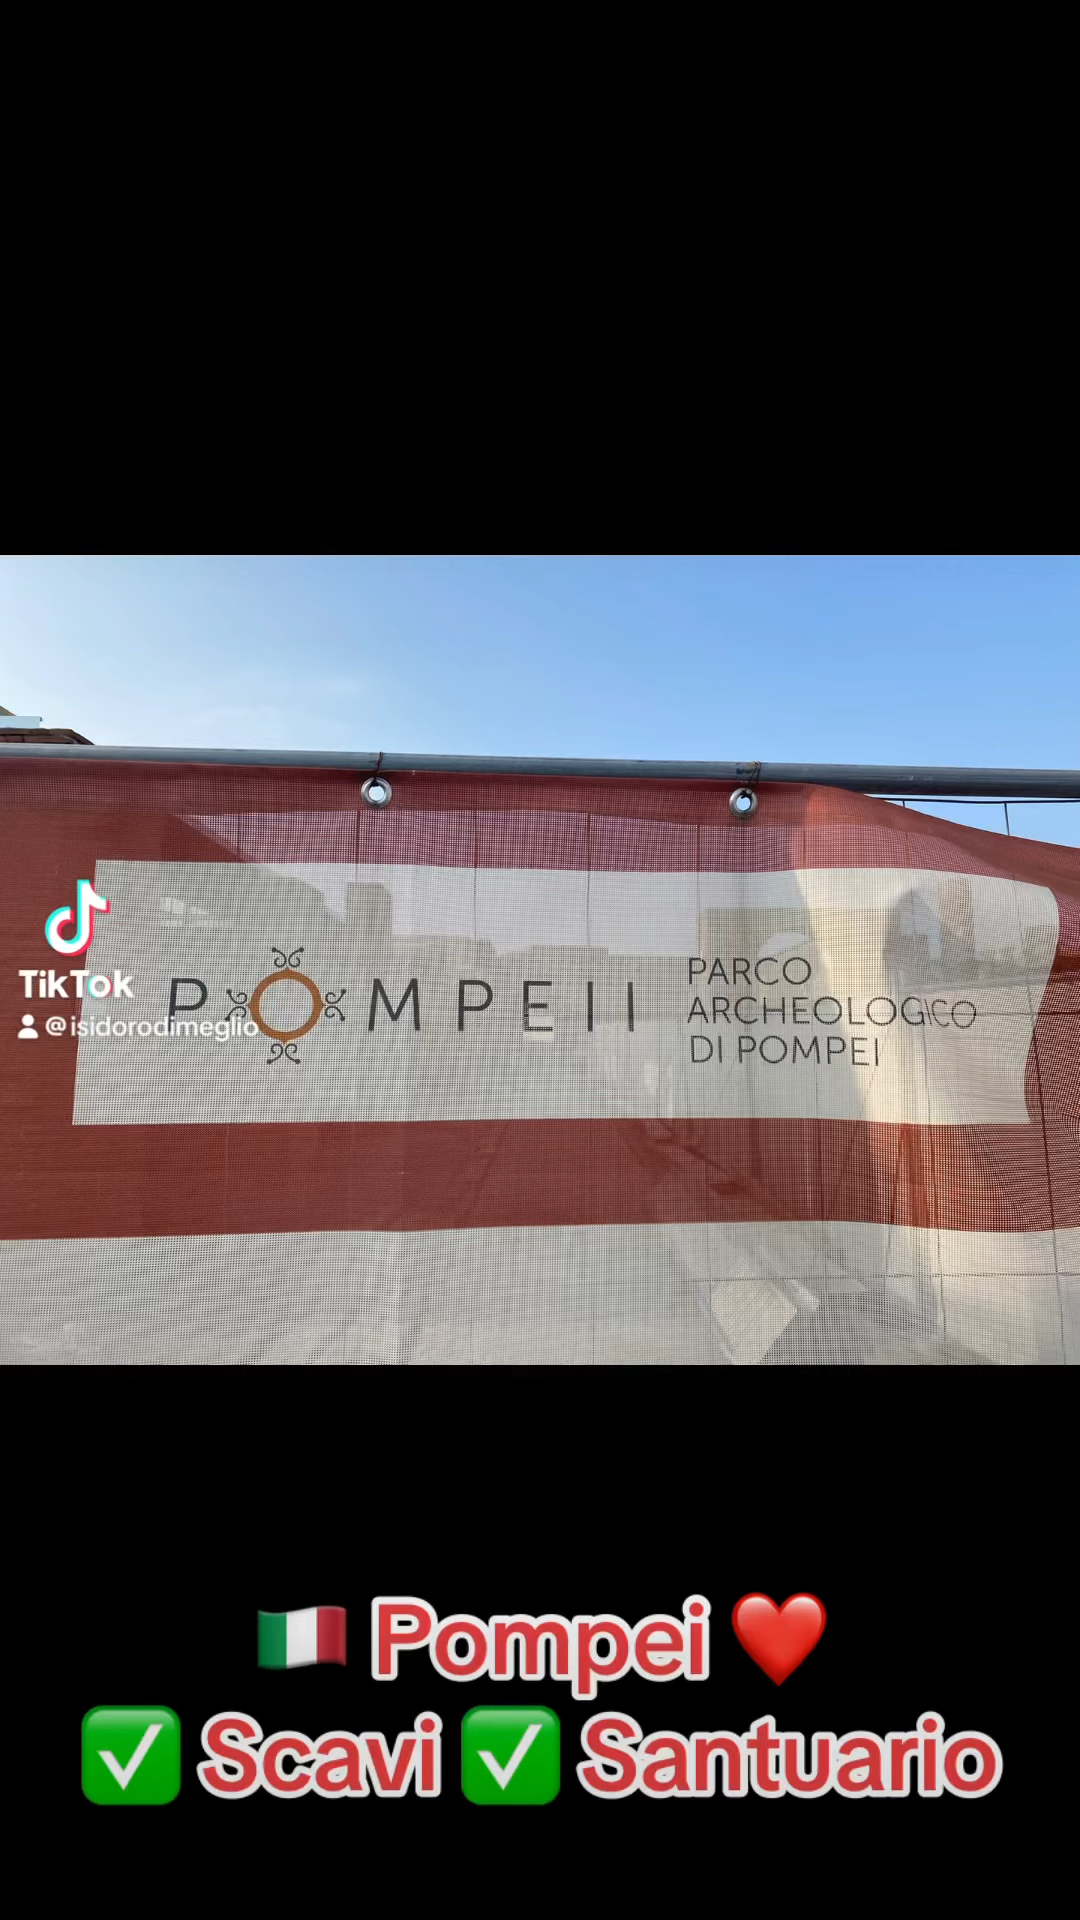 TikTok
@isidorodimeglio
POMPEII
PARCO
ARCHEOLOGICO
DI POMPEI
🇮🇹 Pompei ❤️
✅ Scavi ✅ Santuario